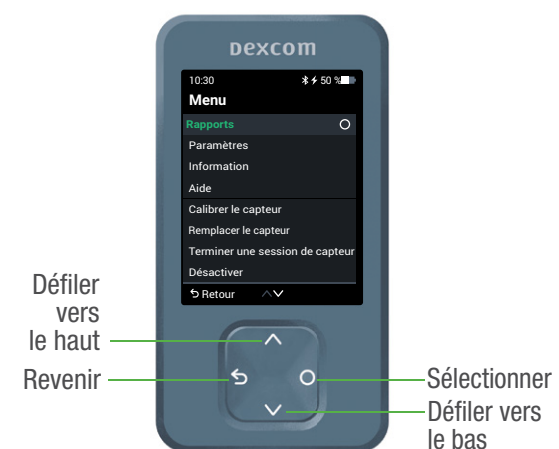 Dexcom
10:30 50 %
Menu
Rapports
Paramètres
Information
Aide
Calibrer le capteur
Remplacer le capteur
Terminer une session de capteur
Désactiver
Retour
Défiler
vers
le haut
Revenir
Sélectionner
Défiler vers
le bas